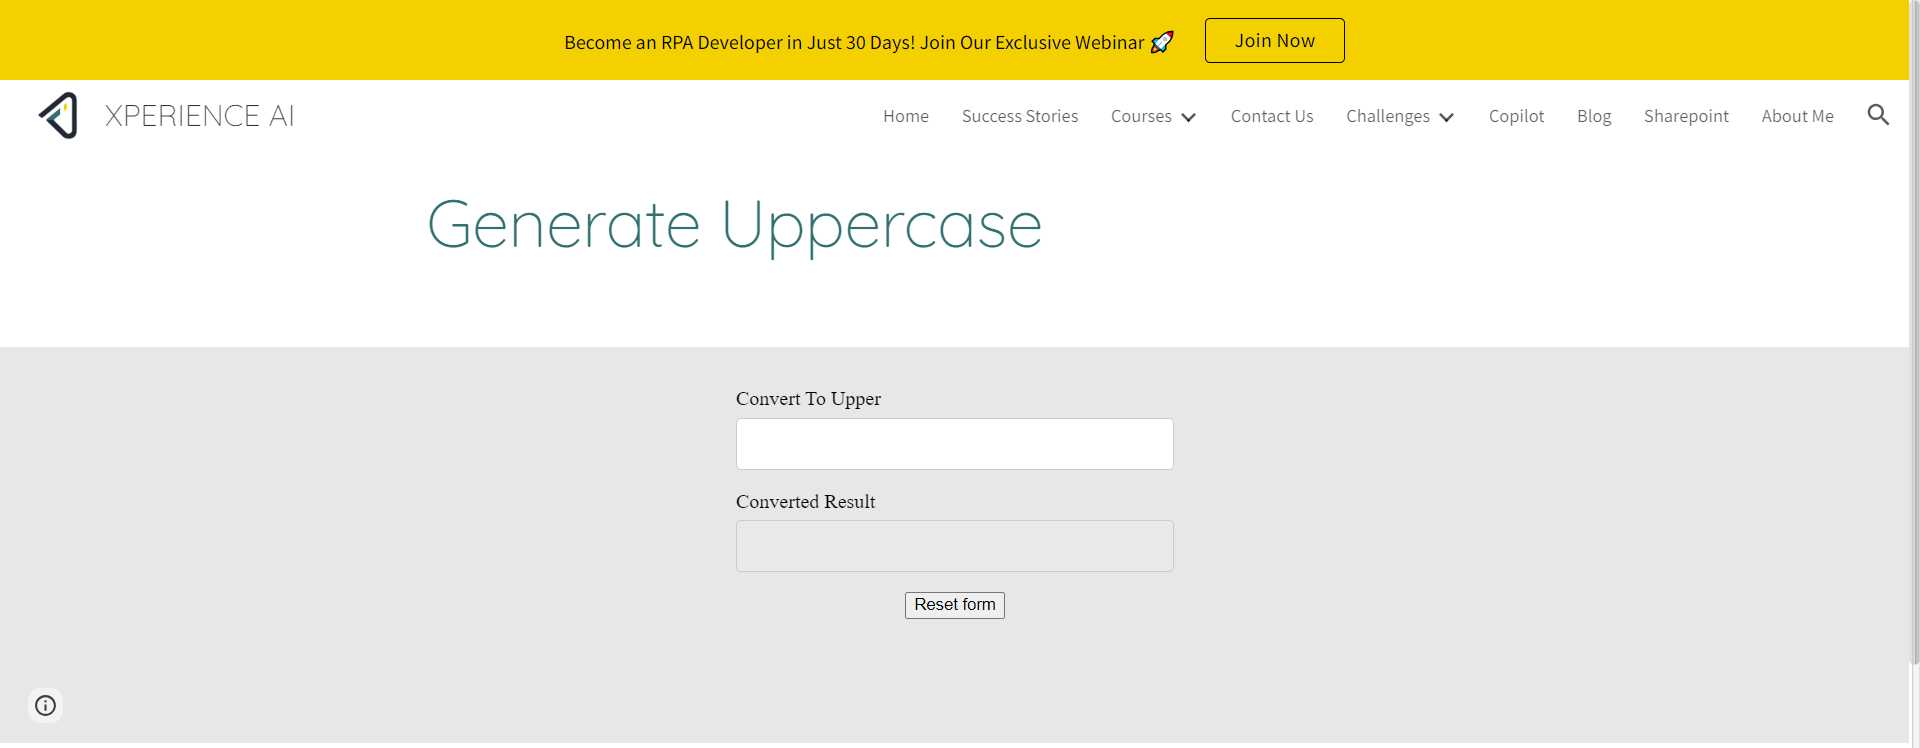 Become an RPA Developer in Just 30 Days! Join Our Exclusive Webinar 🚀 Join Now
XPERIENCE AI
Home Success Stories Courses Contact Us Challenges Copilot Blog Sharepoint About Me
Generate Uppercase
Convert To Upper
Converted Result
Reset form